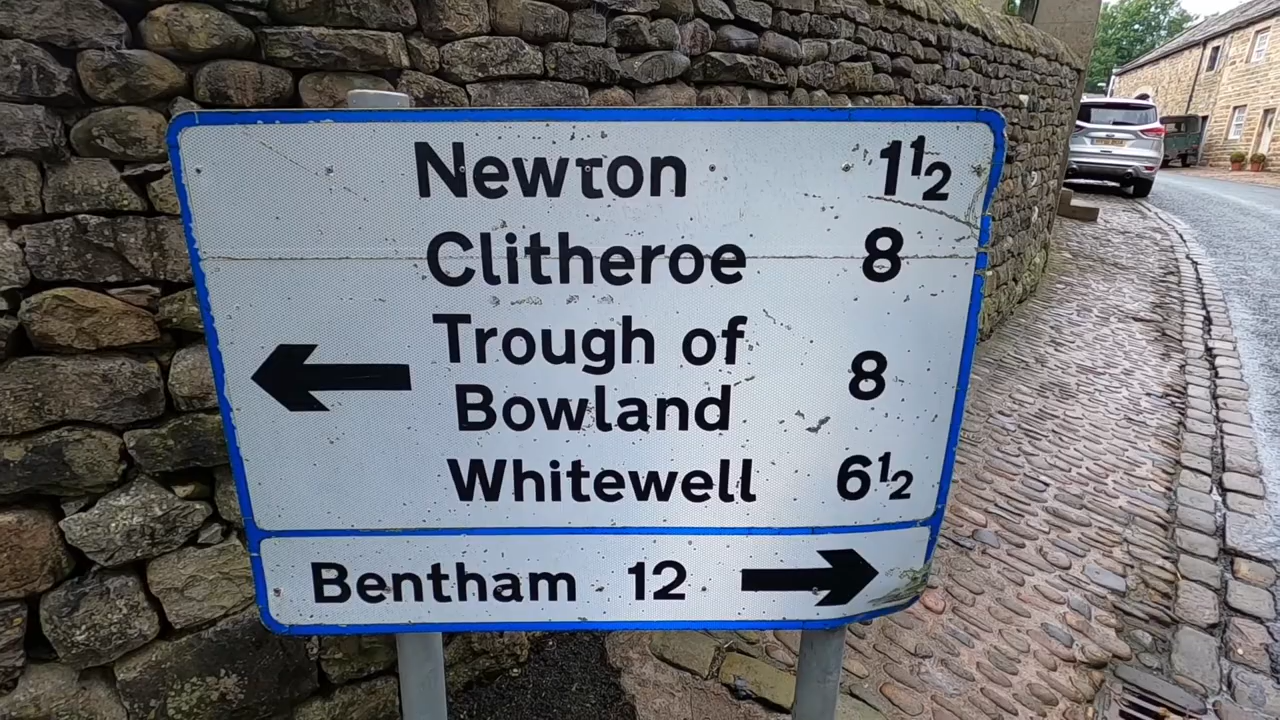 Newton 1½
Clitheroe 8
Trough of
Bowland 8
Whitewell 6½
Bentham 12